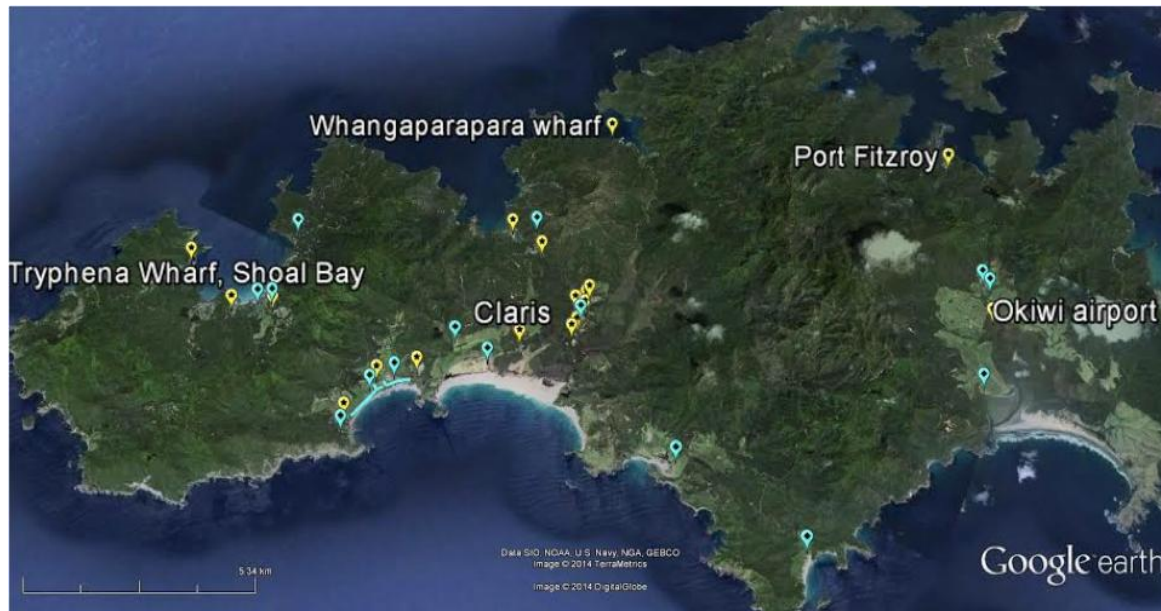 Whangaparapara wharf
Port Fitzroy
Tryphena Wharf, Shoal Bay
Claris
Okiwi airport
Data SIO, NOAA, U.S. Navy, NGA, GEBCO
Image © 2014 TerraMetrics
Image © 2014 DigitalGlobe
5.34 km
Google earth